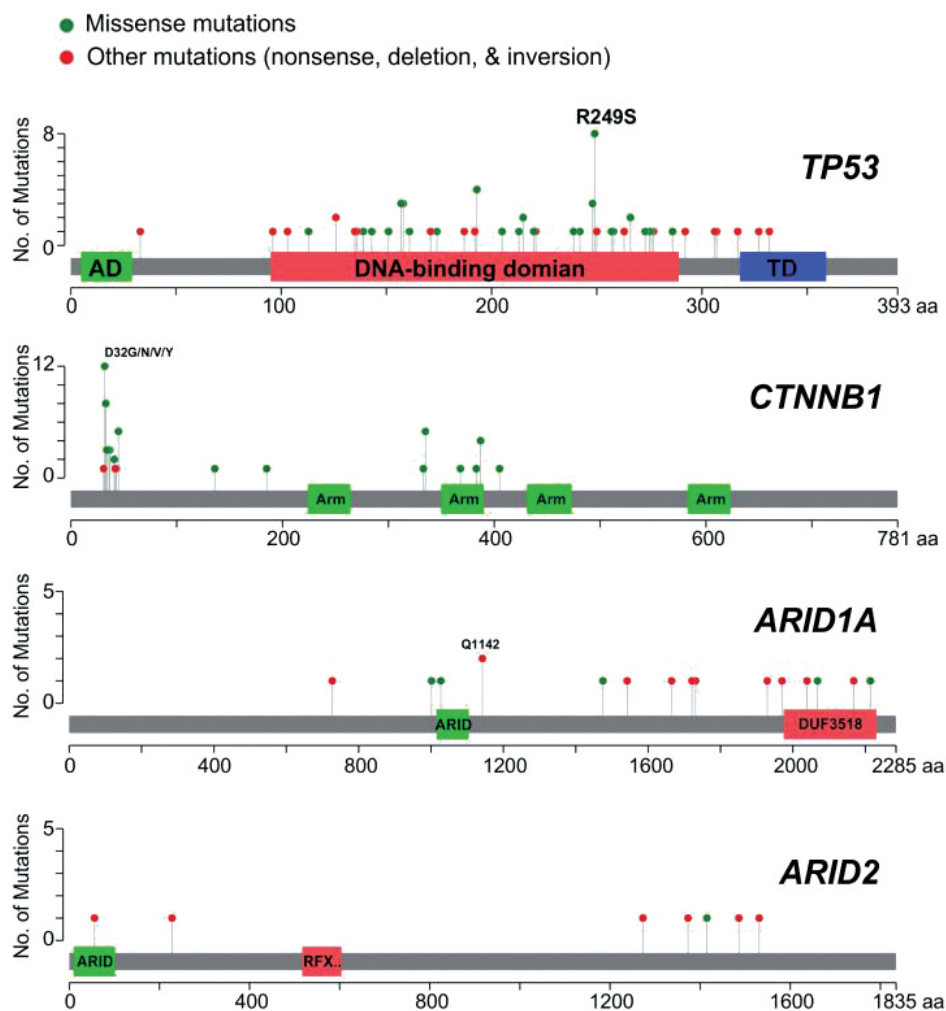 Missense mutations
Other mutations (nonsense, deletion, & inversion)
No. of Mutations
8
0
R249S
TP53
AD
DNA-binding domian
TD
0 100 200 300 393 aa
No. of Mutations
12
0
D32G/N/V/Y
CTNNB1
Arm Arm Arm Arm
0 200 400 600 781 aa
No. of Mutations
5
0
Q1142
ARID1A
ARID
DUF3518
0 400 800 1200 1600 2000 2285 aa
No. of Mutations
5
0
ARID2
ARID
RFX..
0 400 800 1200 1600 1835 aa